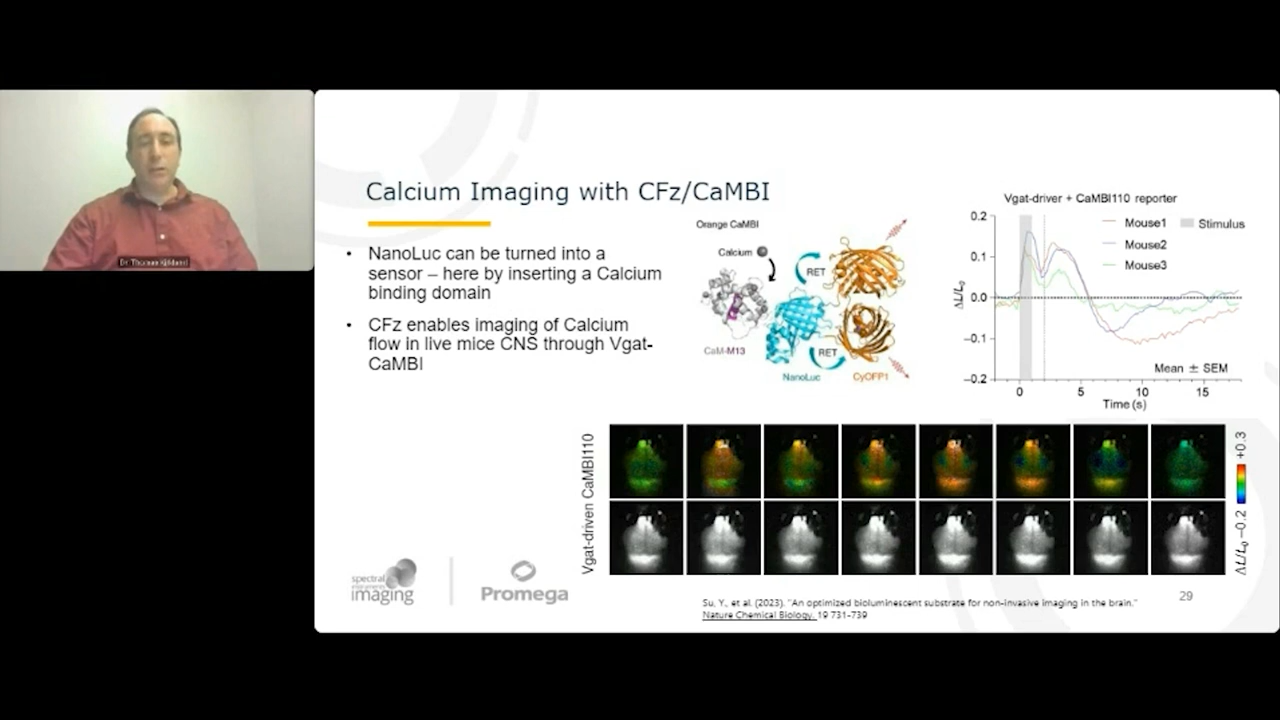 Dr. Thomas Kirkland
Calcium Imaging with CFz/CaMBI
• NanoLuc can be turned into a
sensor – here by inserting a Calcium
binding domain
• CFz enables imaging of Calcium
flow in live mice CNS through Vgat-
CaMBI
Orange CaMBI
Calcium
RET
CaM-M13
RET
NanoLuc
CyOFP1
Vgat-driver + CaMBI110 reporter
Mouse1
Stimulus
Mouse2
Mouse3
0.2
0.1
0.0
−0.1
−0.2
ΔL/L0
Mean ± SEM
0 5 10 15
Time (s)
Vgat-driven CaMBI110
ΔL/L0 −0.2 +0.3
spectral
imaging
Promega
Su, Y., et al. (2023). "An optimized bioluminescent substrate for non-invasive imaging in the brain."
Nature Chemical Biology. 19 731-739
29